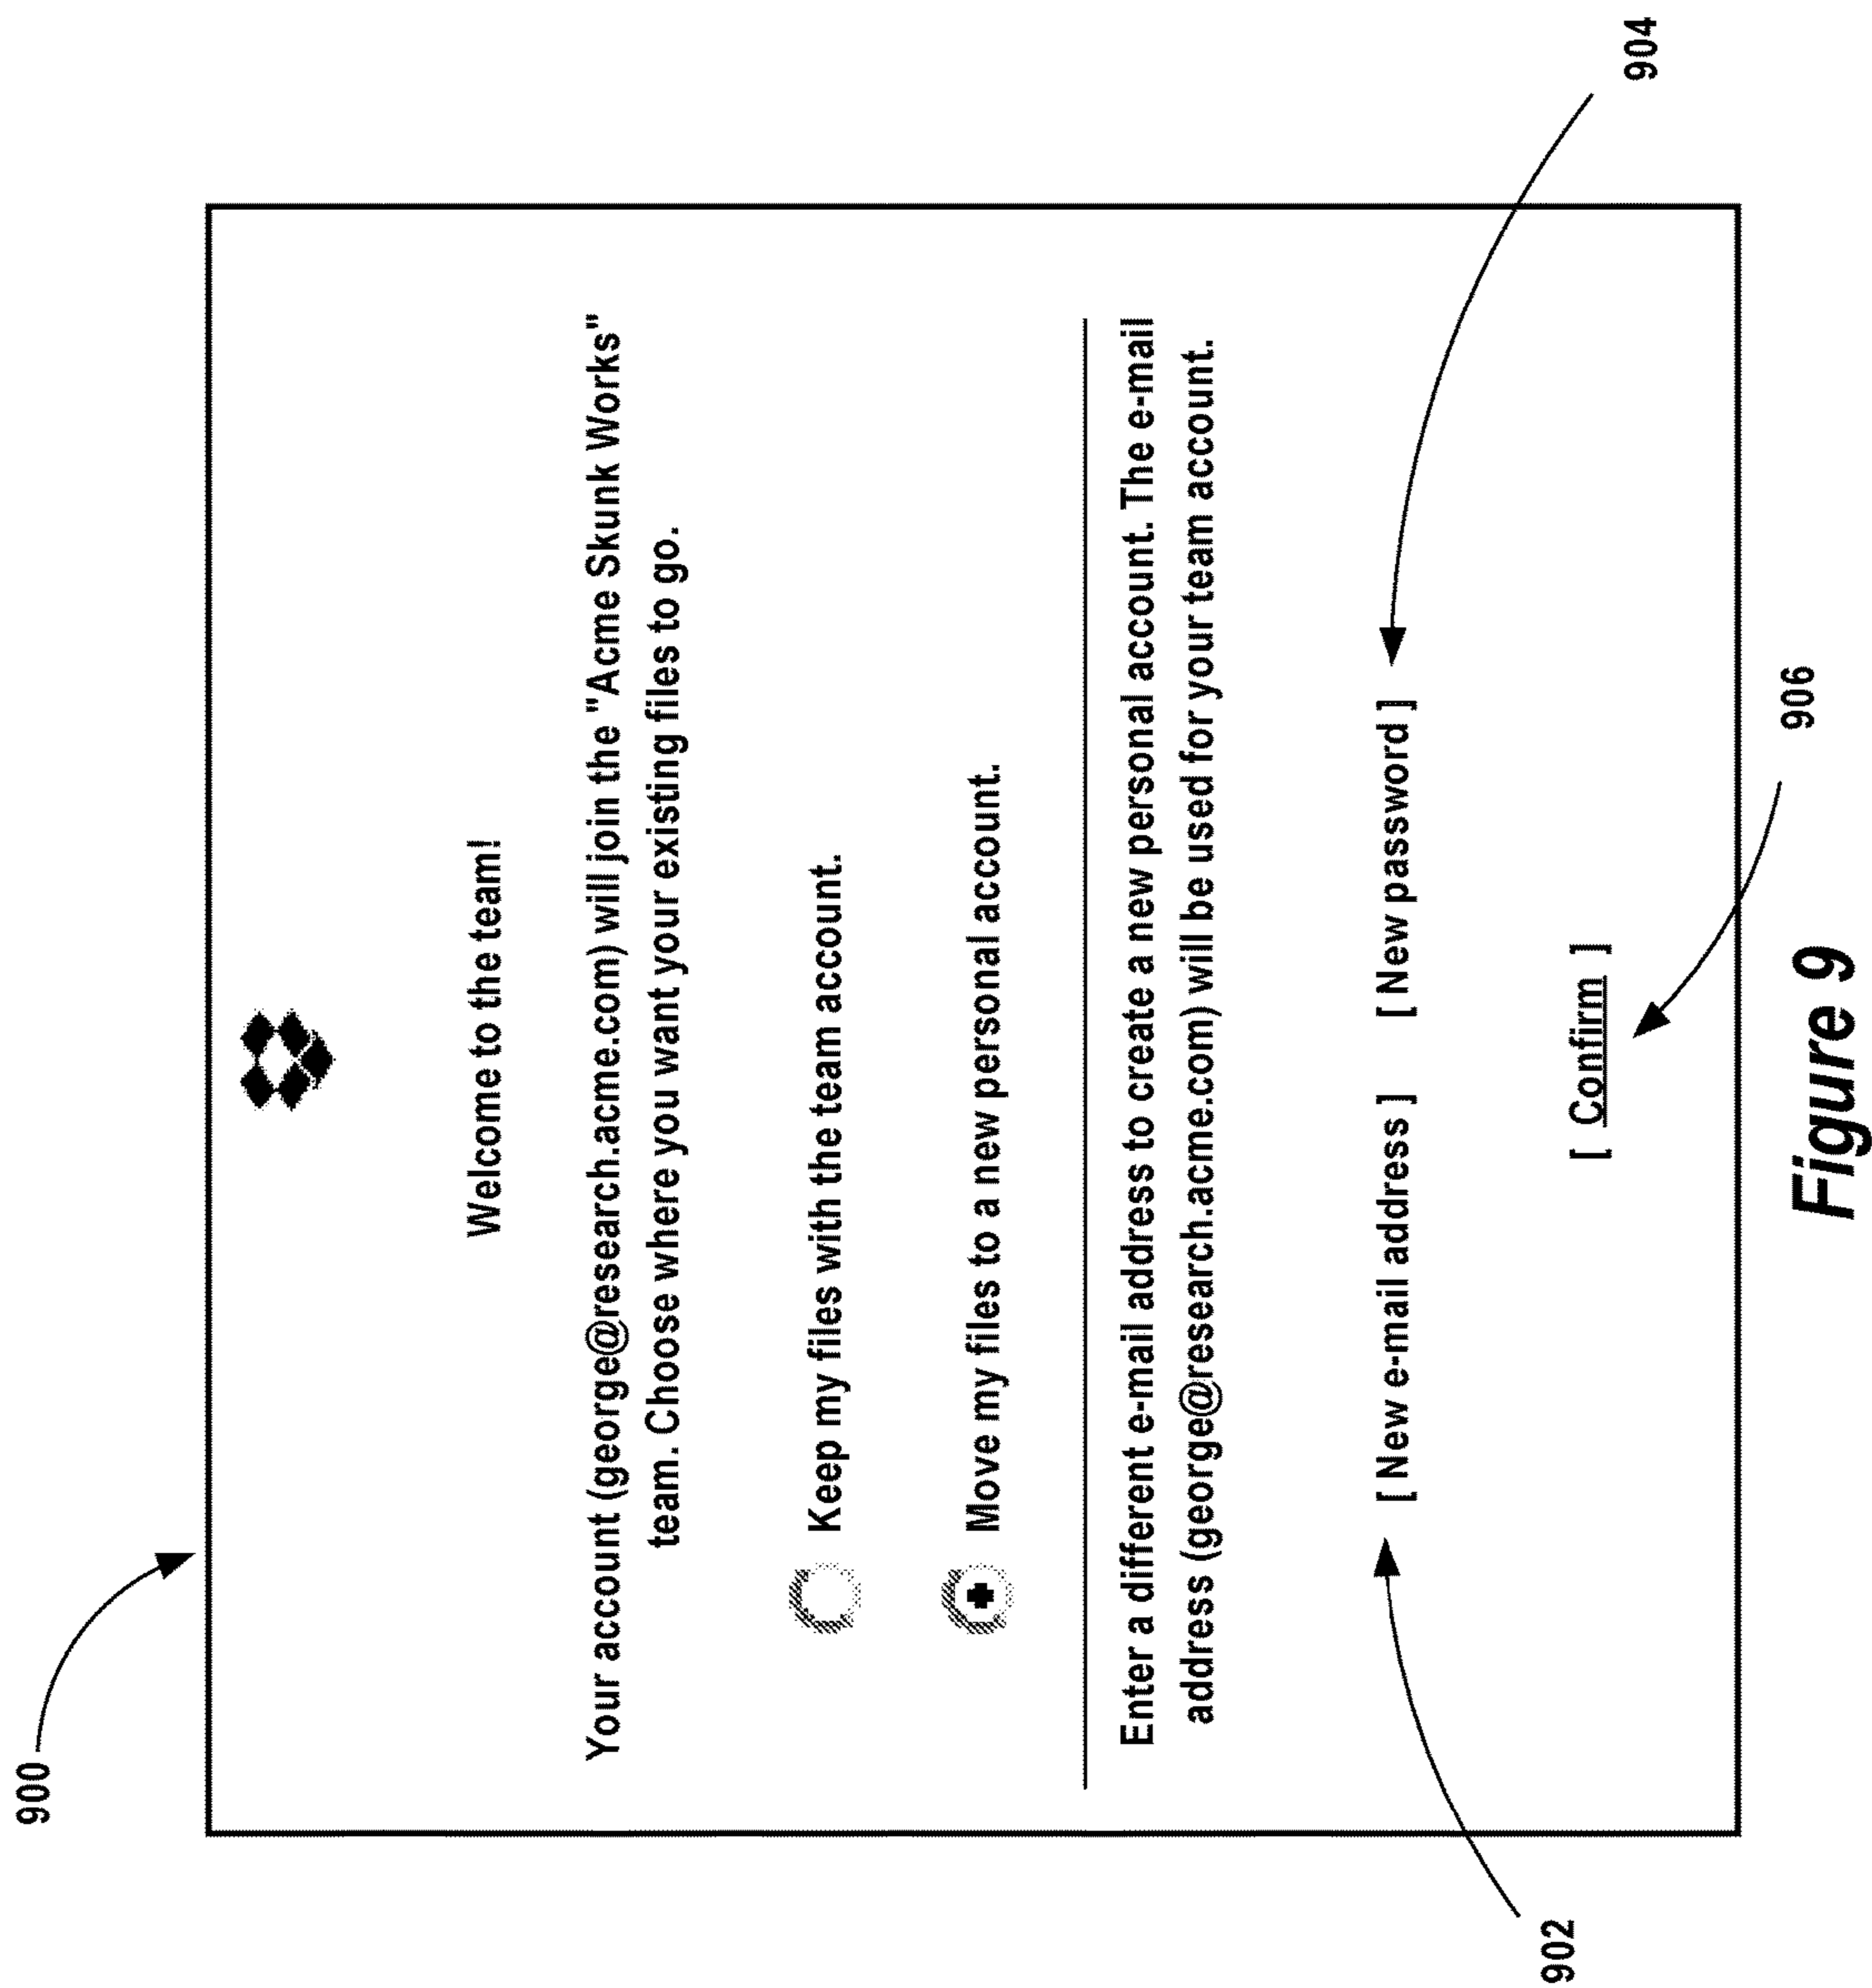 900
Welcome to the team!
Your account (george@research.acme.com) will join the "Acme Skunk Works"
team. Choose where you want your existing files to go.
Keep my files with the team account.
Move my files to a new personal account.
Enter a different e-mail address to create a new personal account. The e-mail
address (george@research.acme.com) will be used for your team account.
[ New e-mail address ] [ New password ]
902
904
[ Confirm ]
906
Figure 9